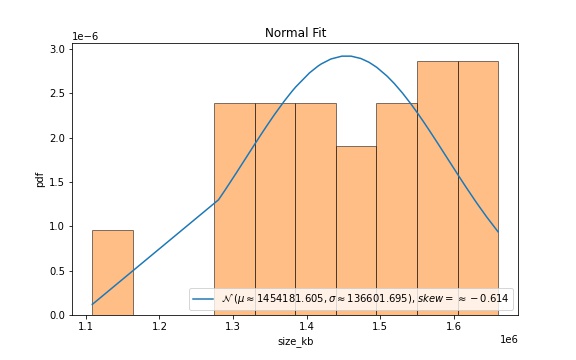 Normal Fit
1e−6
3.0
2.5
2.0
1.5
1.0
0.5
0.0
pdf
𝒩(μ≈1454181.605, σ≈136601.695), skew=≈−0.614
1.1 1.2 1.3 1.4 1.5 1.6
1e6
size_kb